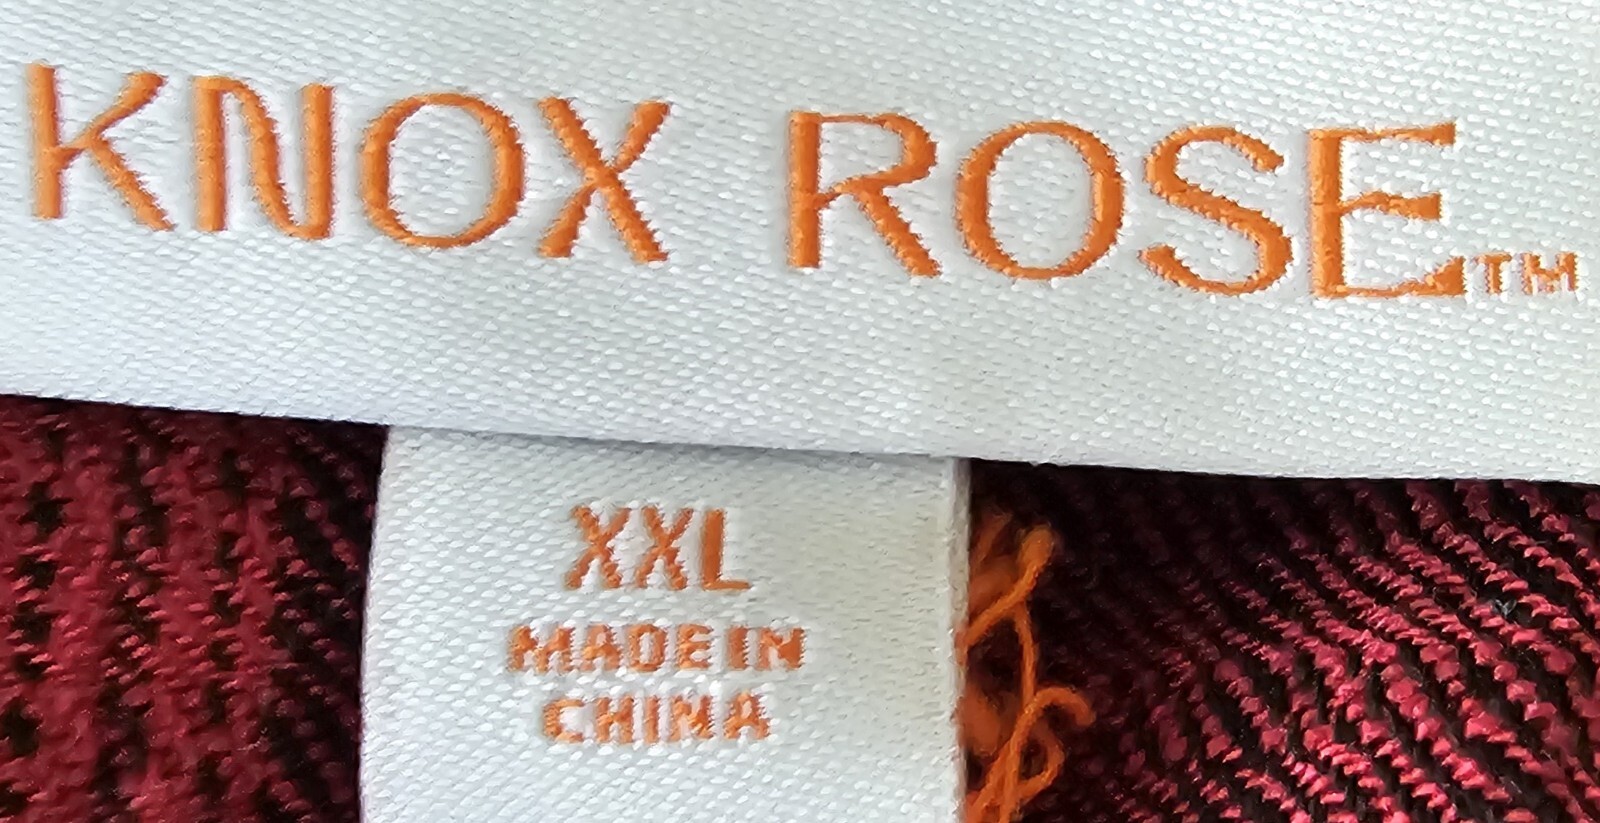 KNOX ROSE™
XXL
MADE IN
CHINA